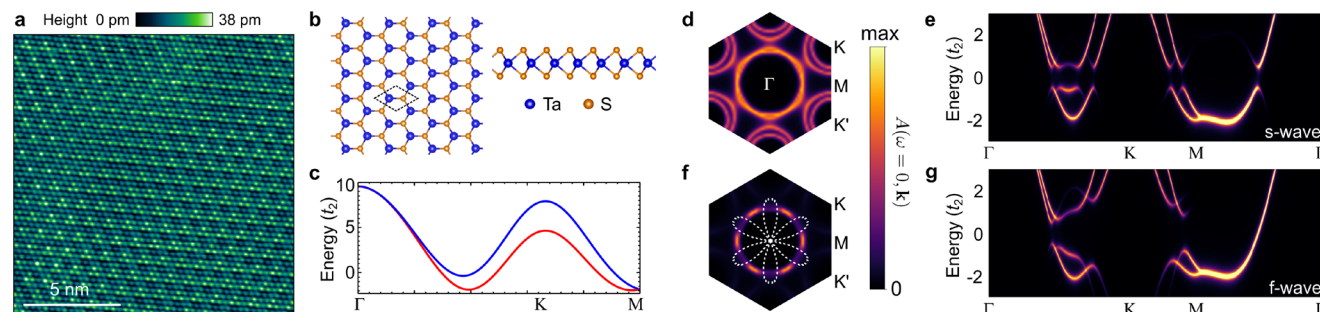 a
Height 0 pm 38 pm
5 nm
b
Ta S
c
Energy (t₂)
10
5
0
Γ K M
d
K
M
K'
Γ
max
A(ω = 0, k)
0
f
K
M
K'
e
Energy (t₂)
2
0
-2
s-wave
Γ K M Γ
g
Energy (t₂)
2
0
-2
f-wave
Γ K M Γ